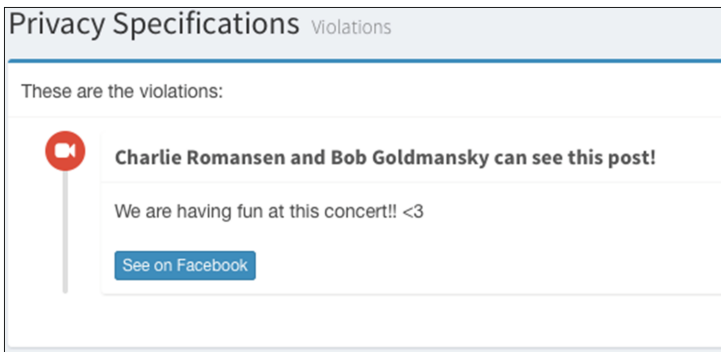 Privacy Specifications Violations
These are the violations:
Charlie Romansen and Bob Goldmansky can see this post!
We are having fun at this concert!! <3
See on Facebook